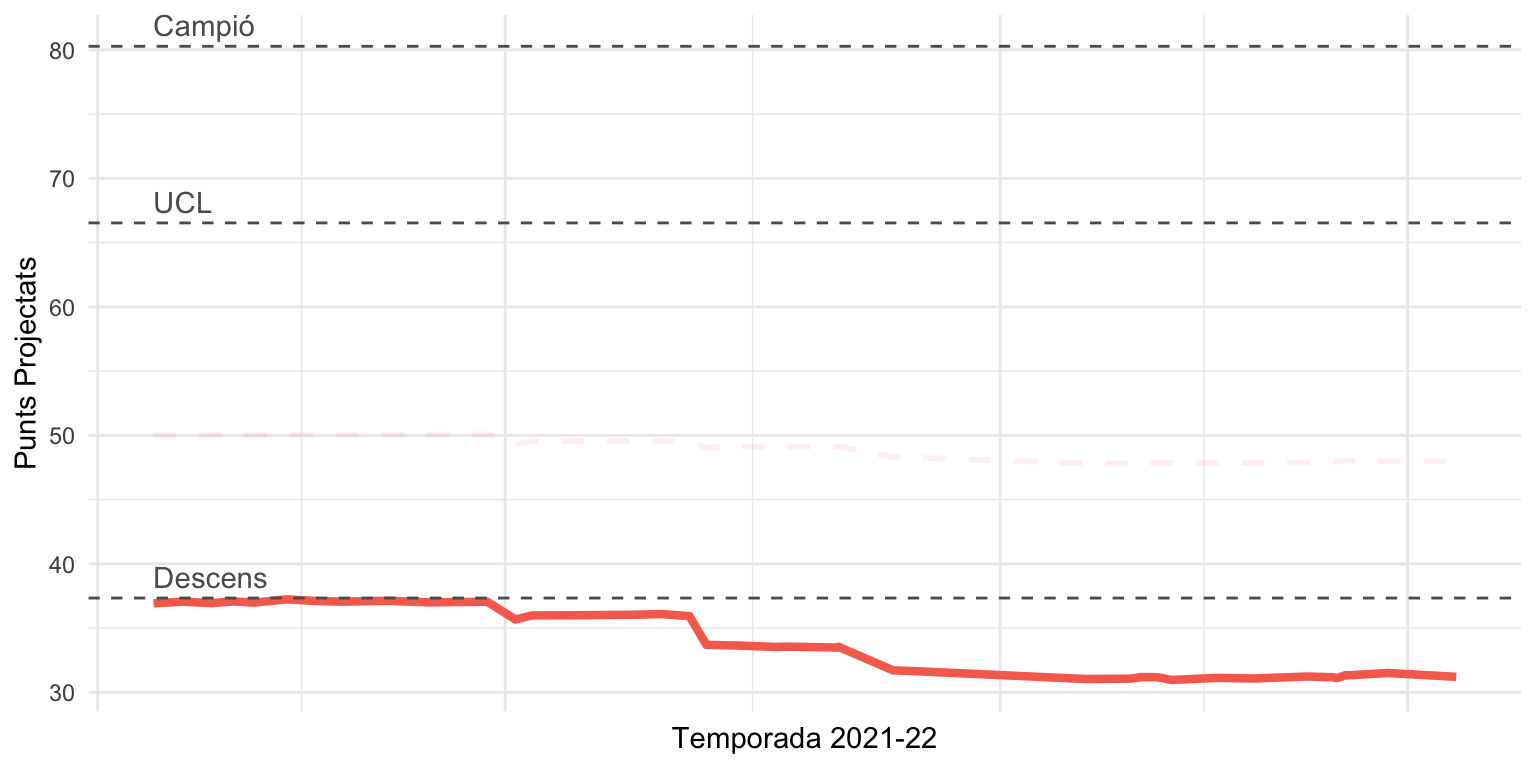 Campió
80
70
UCL
Punts Projectats
60
50
40
Descens
30
Temporada 2021-22